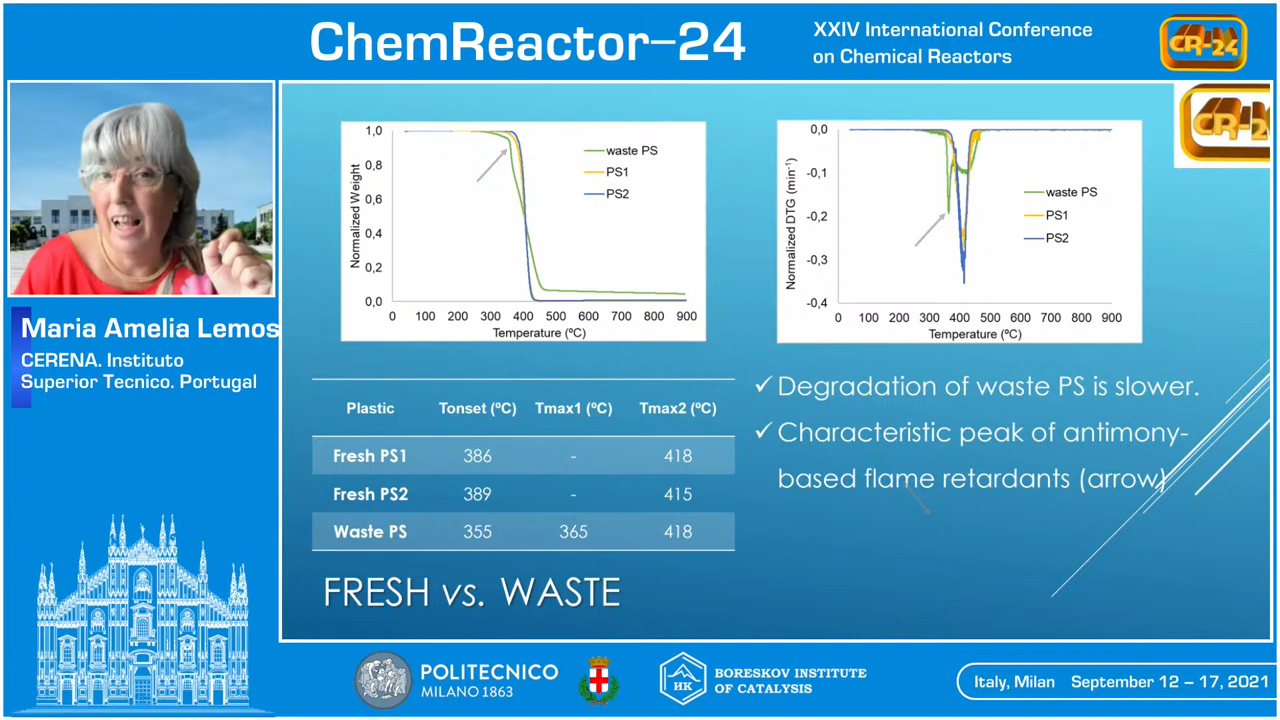 ChemReactor–24
XXIV International Conference
on Chemical Reactors
CR-24
Maria Amelia Lemos
CERENA. Instituto
Superior Tecnico. Portugal
1,0
0,8
0,6
0,4
0,2
0,0
Normalized Weight
waste PS
PS1
PS2
0 100 200 300 400 500 600 700 800 900
Temperature (ºC)
0,0
-0,1
-0,2
-0,3
-0,4
Normalized DTG (min⁻¹)
waste PS
PS1
PS2
0 100 200 300 400 500 600 700 800 900
Temperature (ºC)
Plastic Tonset (ºC) Tmax1 (ºC) Tmax2 (ºC)
Fresh PS1 386 - 418
Fresh PS2 389 - 415
Waste PS 355 365 418
✓ Degradation of waste PS is slower.
✓ Characteristic peak of antimony-
based flame retardants (arrow)
FRESH vs. WASTE
POLITECNICO
MILANO 1863
НК
BORESKOV INSTITUTE
OF CATALYSIS
Italy, Milan September 12 – 17, 2021